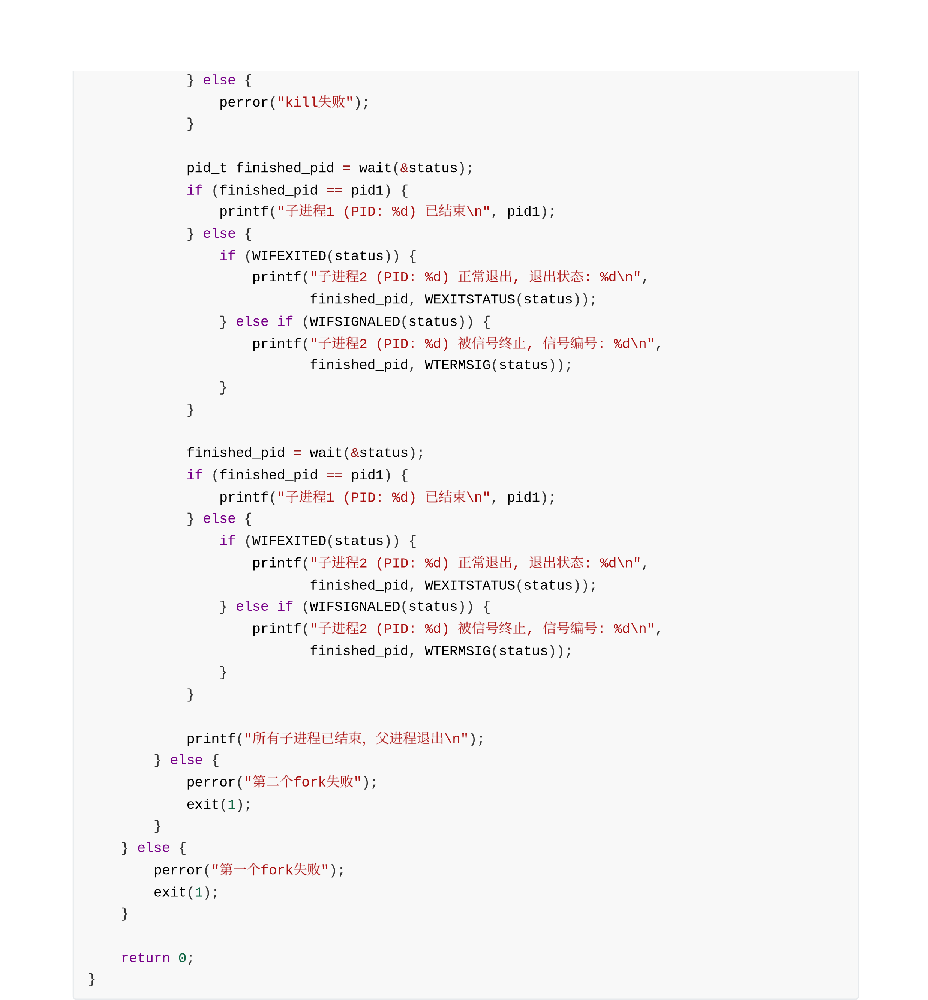 } else {
                perror("kill失败");
            }

            pid_t finished_pid = wait(&status);
            if (finished_pid == pid1) {
                printf("子进程1 (PID: %d) 已结束\n", pid1);
            } else {
                if (WIFEXITED(status)) {
                    printf("子进程2 (PID: %d) 正常退出, 退出状态: %d\n",
                           finished_pid, WEXITSTATUS(status));
                } else if (WIFSIGNALED(status)) {
                    printf("子进程2 (PID: %d) 被信号终止, 信号编号: %d\n",
                           finished_pid, WTERMSIG(status));
                }
            }

            finished_pid = wait(&status);
            if (finished_pid == pid1) {
                printf("子进程1 (PID: %d) 已结束\n", pid1);
            } else {
                if (WIFEXITED(status)) {
                    printf("子进程2 (PID: %d) 正常退出, 退出状态: %d\n",
                           finished_pid, WEXITSTATUS(status));
                } else if (WIFSIGNALED(status)) {
                    printf("子进程2 (PID: %d) 被信号终止, 信号编号: %d\n",
                           finished_pid, WTERMSIG(status));
                }
            }

            printf("所有子进程已结束，父进程退出\n");
        } else {
            perror("第二个fork失败");
            exit(1);
        }
    } else {
        perror("第一个fork失败");
        exit(1);
    }

    return 0;
}